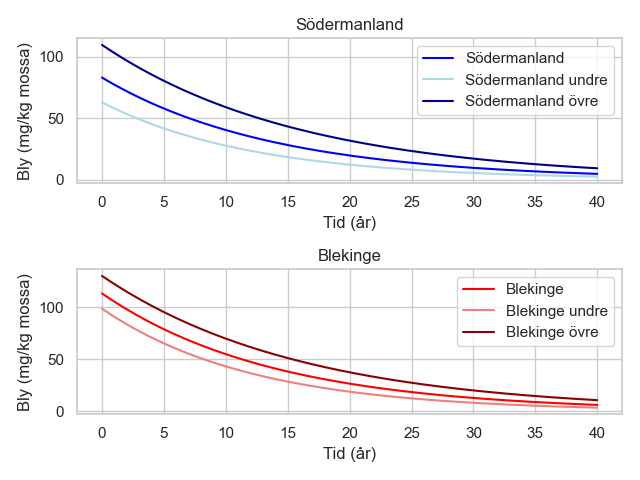 Södermanland
Bly (mg/kg mossa)
100
50
0
Södermanland
Södermanland undre
Södermanland övre
0 5 10 15 20 25 30 35 40
Tid (år)
Blekinge
Bly (mg/kg mossa)
100
50
0
Blekinge
Blekinge undre
Blekinge övre
0 5 10 15 20 25 30 35 40
Tid (år)